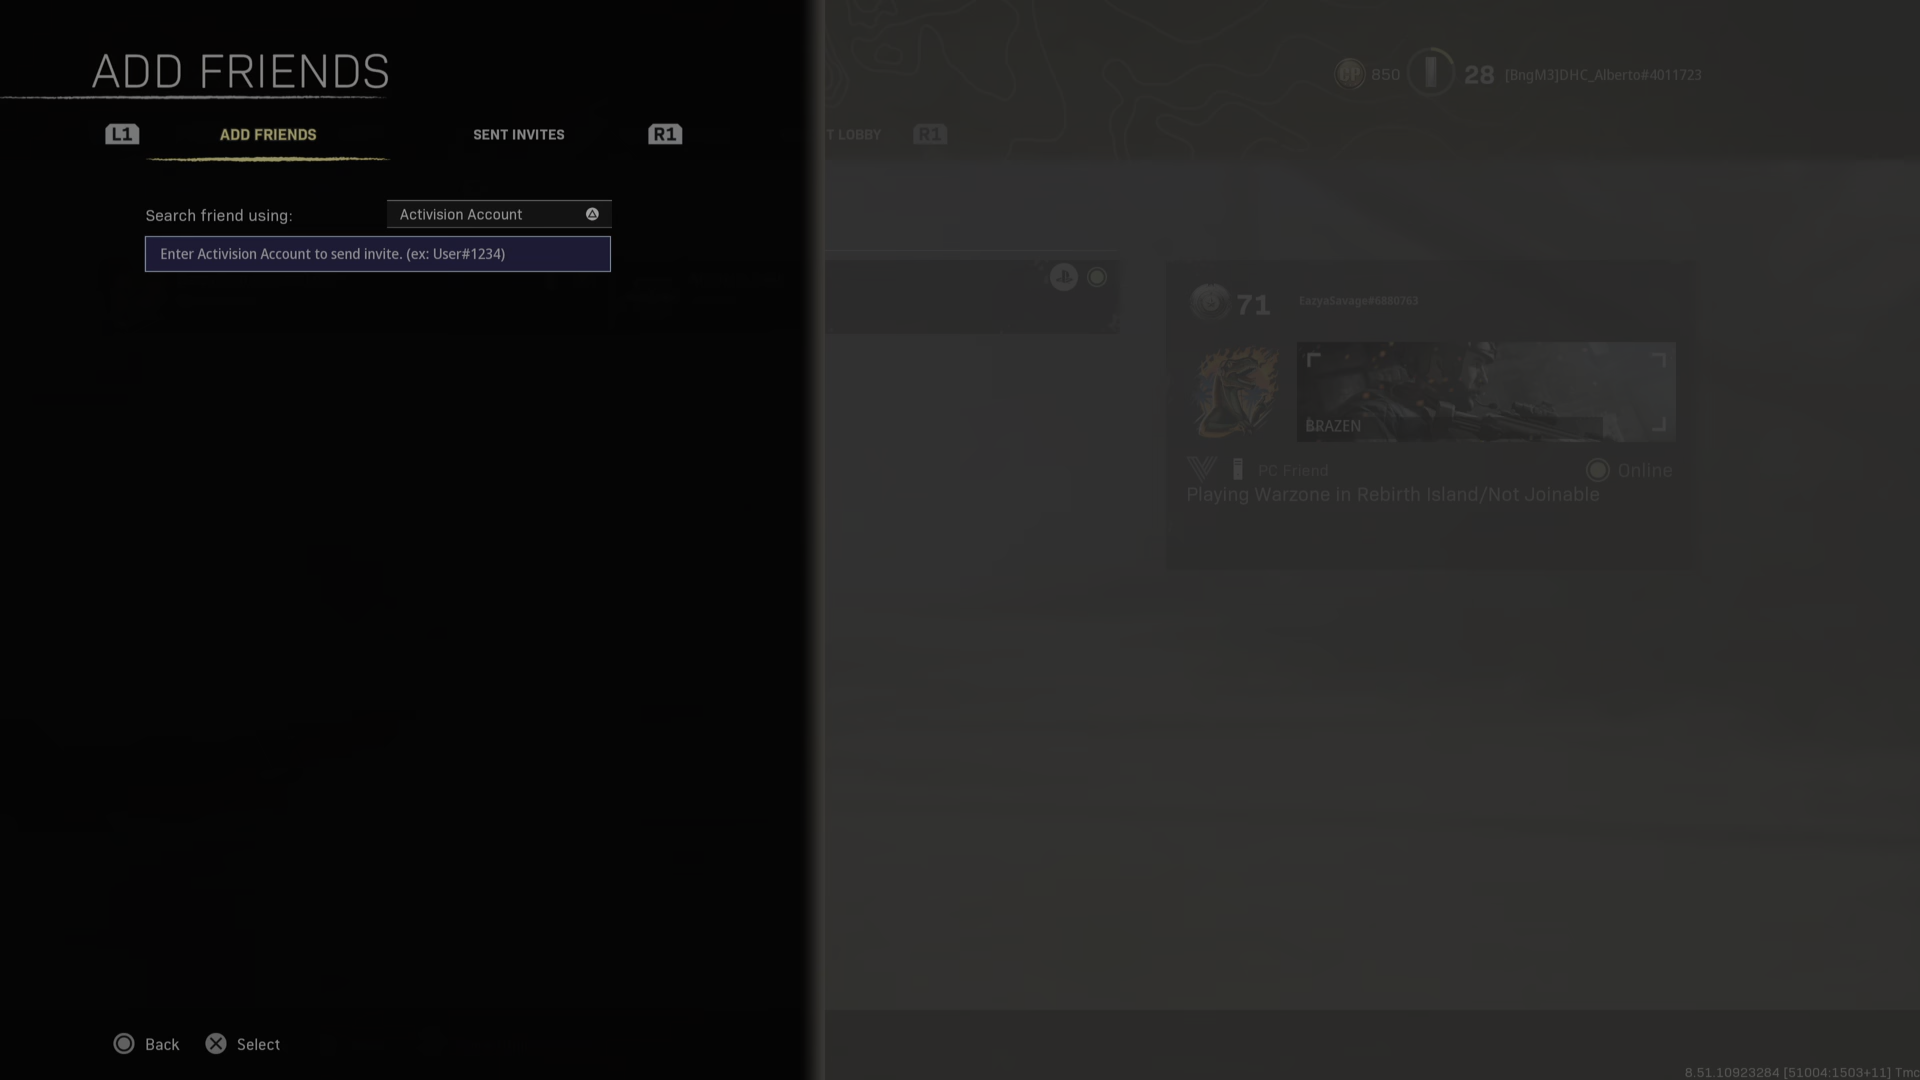 ADD FRIENDS
850 28 [BngM3]DHC_Alberto#4011723
L1 ADD FRIENDS SENT INVITES R1 T LOBBY R1
Search friend using: Activision Account
Enter Activision Account to send invite. (ex: User#1234)
71 EazyaSavage#6880763
BRAZEN
PC Friend Online
Playing Warzone in Rebirth Island/Not Joinable
Back Select
8.51.10923284 [51004:1503+11] Tmc